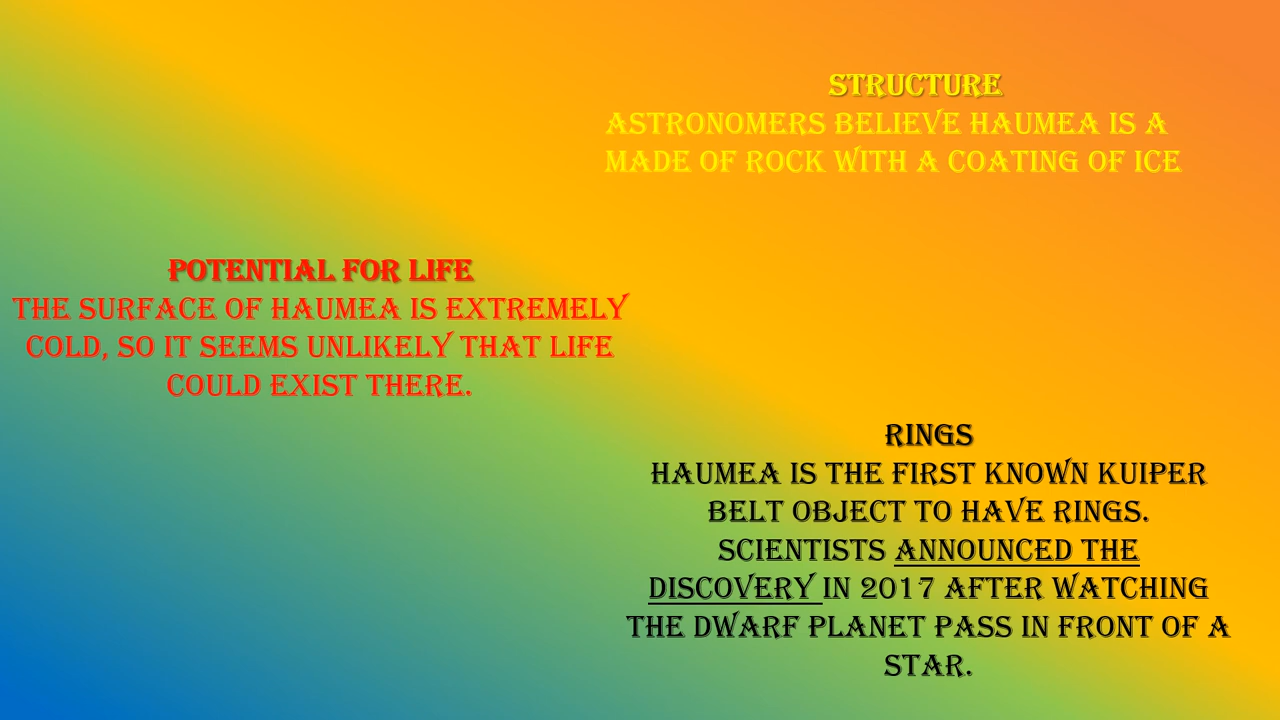 STRUCTURE
ASTRONOMERS BELIEVE HAUMEA IS A
MADE OF ROCK WITH A COATING OF ICE
POTENTIAL FOR LIFE
THE SURFACE OF HAUMEA IS EXTREMELY
COLD, SO IT SEEMS UNLIKELY THAT LIFE
COULD EXIST THERE.
RINGS
HAUMEA IS THE FIRST KNOWN KUIPER
BELT OBJECT TO HAVE RINGS.
SCIENTISTS ANNOUNCED THE
DISCOVERY IN 2017 AFTER WATCHING
THE DWARF PLANET PASS IN FRONT OF A
STAR.